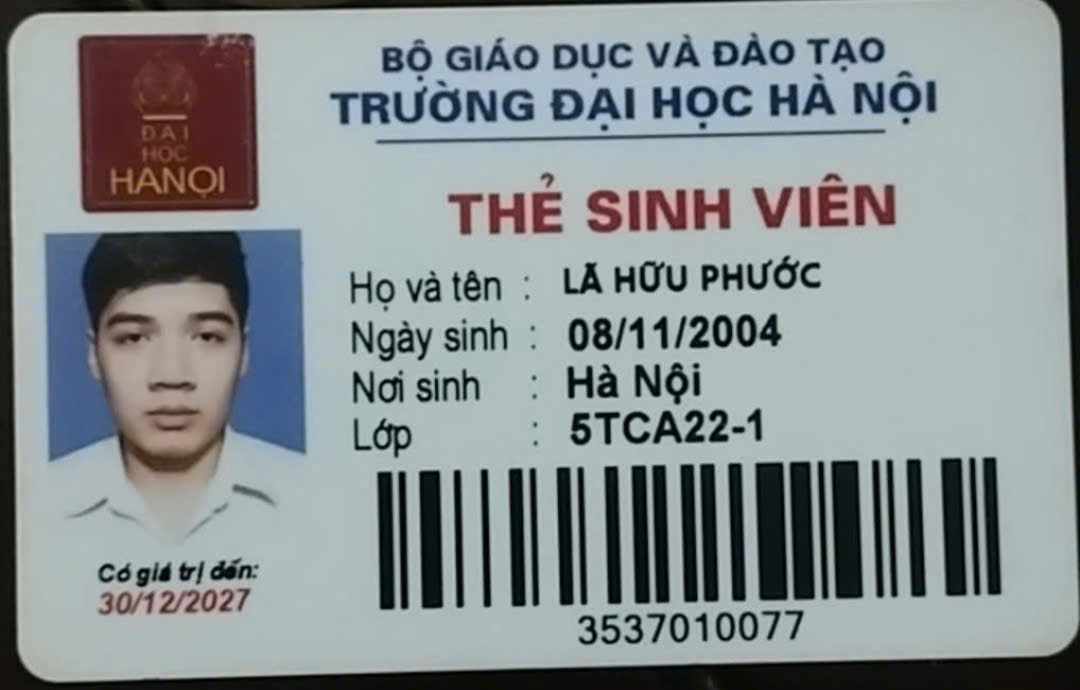 BỘ GIÁO DỤC VÀ ĐÀO TẠO
TRƯỜNG ĐẠI HỌC HÀ NỘI
ĐẠI
HỌC
HANỌI
THẺ SINH VIÊN
Họ và tên : LÃ HỮU PHƯỚC
Ngày sinh : 08/11/2004
Nơi sinh : Hà Nội
Lớp : 5TCA22-1
Có giá trị đến:
30/12/2027
3537010077